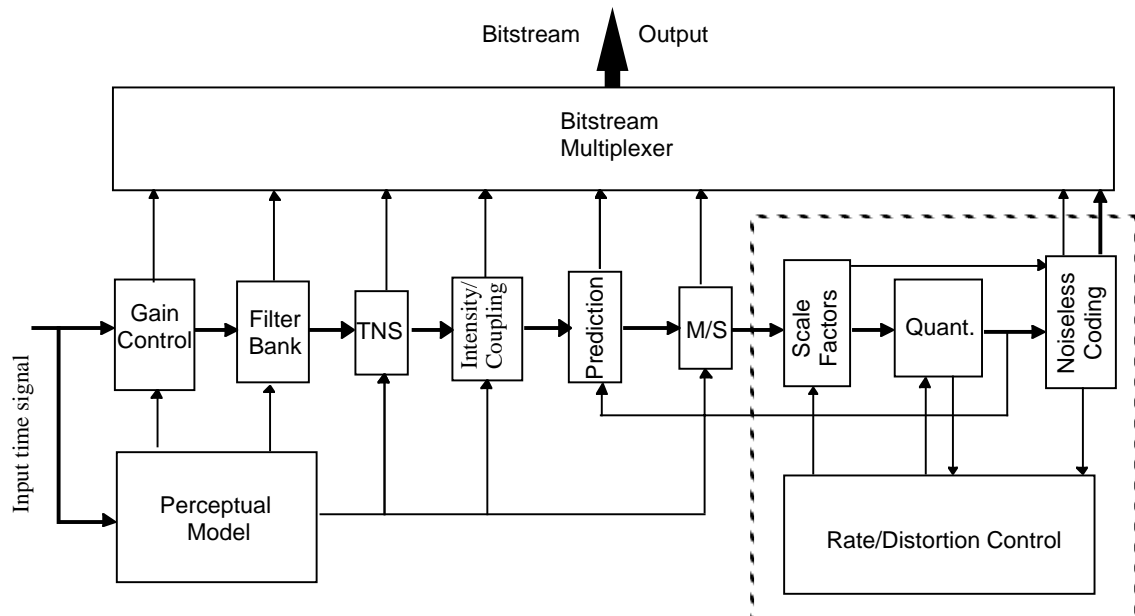 Bitstream Output
Bitstream
Multiplexer
Gain
Control
Filter
Bank
TNS
Intensity/
Coupling
Prediction
M/S
Scale
Factors
Quant.
Noiseless
Coding
Input time signal
Perceptual
Model
Rate/Distortion Control